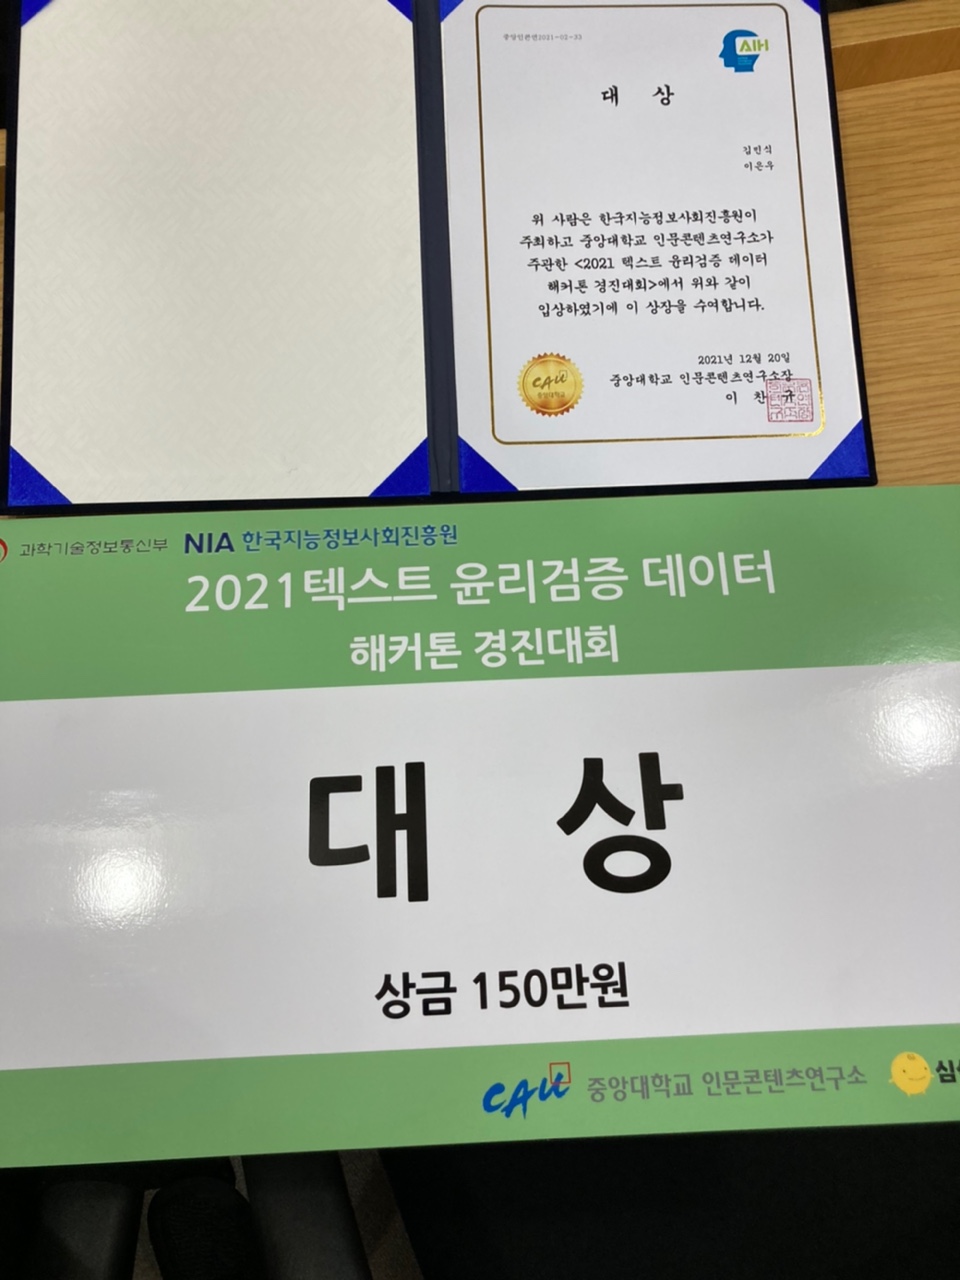 중앙인콘연2021-02-33
AIH
대 상
김민식
이은우
위 사람은 한국지능정보사회진흥원이
주최하고 중앙대학교 인문콘텐츠연구소가
주관한 <2021 텍스트 윤리검증 데이터
해커톤 경진대회>에서 위와 같이
입상하였기에 이 상장을 수여합니다.
2021년 12월 20일
중앙대학교 인문콘텐츠연구소장
이 찬 규
CAU
중앙대학교
과학기술정보통신부 NIA 한국지능정보사회진흥원
2021텍스트 윤리검증 데이터
해커톤 경진대회
대 상
상금 150만원
CAU 중앙대학교 인문콘텐츠연구소